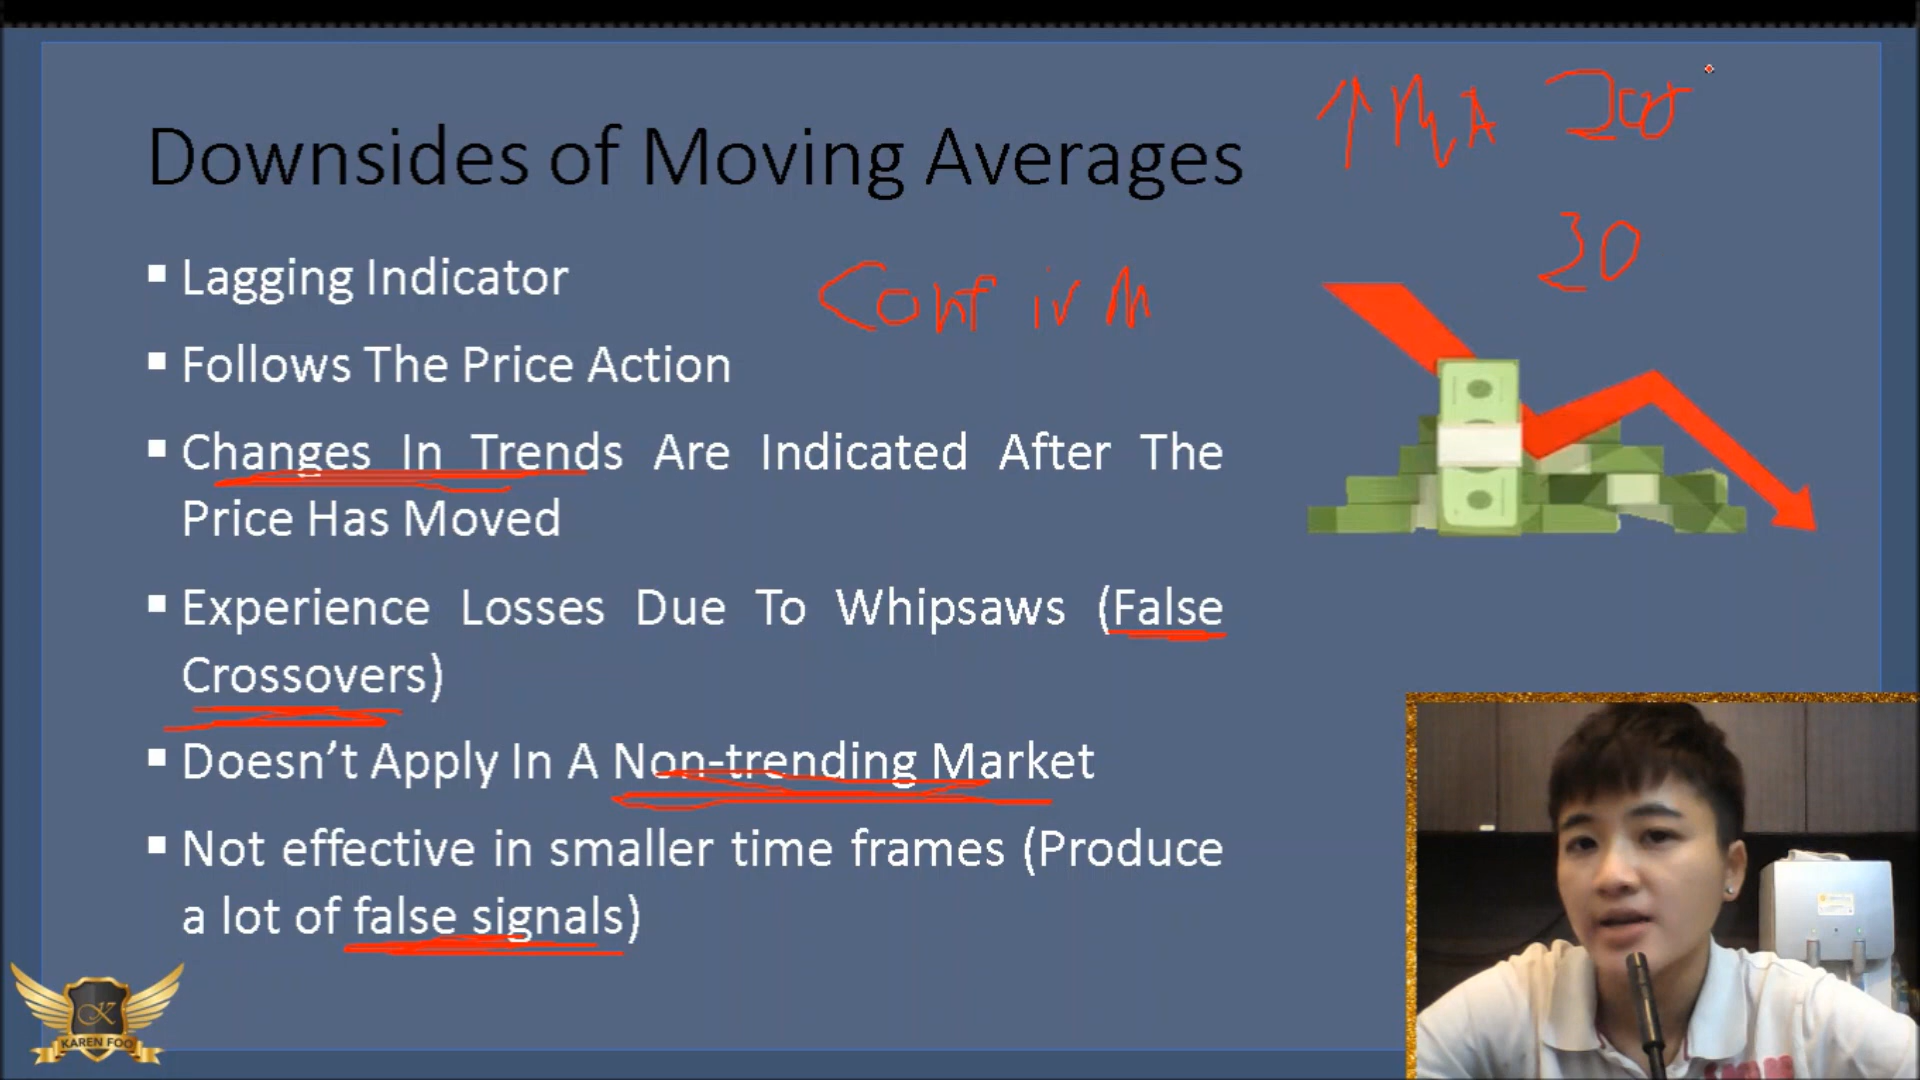 Downsides of Moving Averages
↑ MA 200
20
▪ Lagging Indicator
Confirm
▪ Follows The Price Action
▪ Changes In Trends Are Indicated After The
Price Has Moved
▪ Experience Losses Due To Whipsaws (False
Crossovers)
▪ Doesn't Apply In A Non-trending Market
▪ Not effective in smaller time frames (Produce
a lot of false signals)
K
KAREN FOO